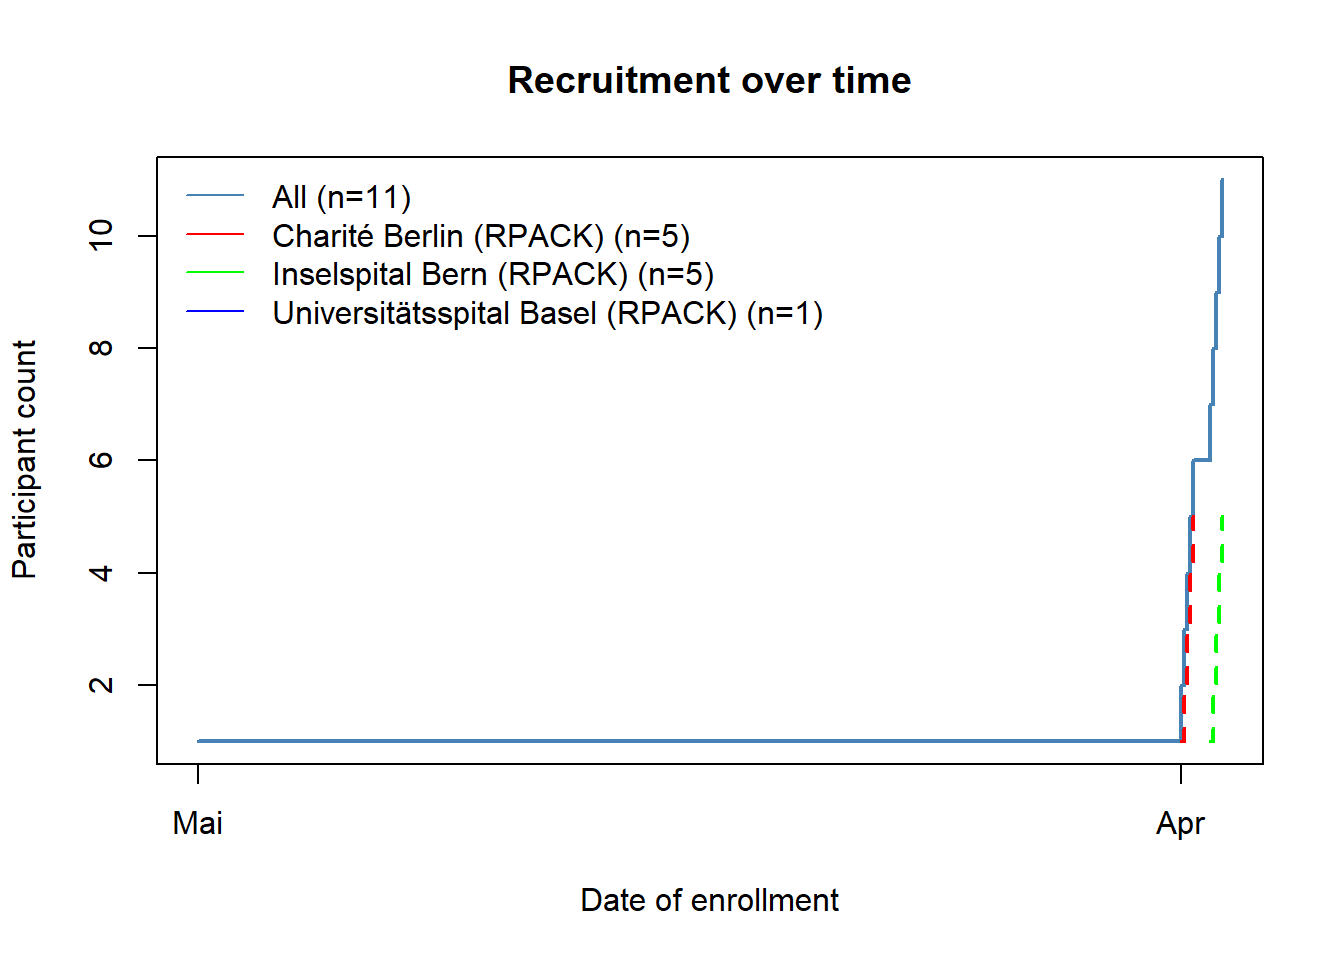 Recruitment over time
All (n=11)
Charité Berlin (RPACK) (n=5)
Inselspital Bern (RPACK) (n=5)
Universitätsspital Basel (RPACK) (n=1)
Participant count
10
8
6
4
2
Mai
Apr
Date of enrollment